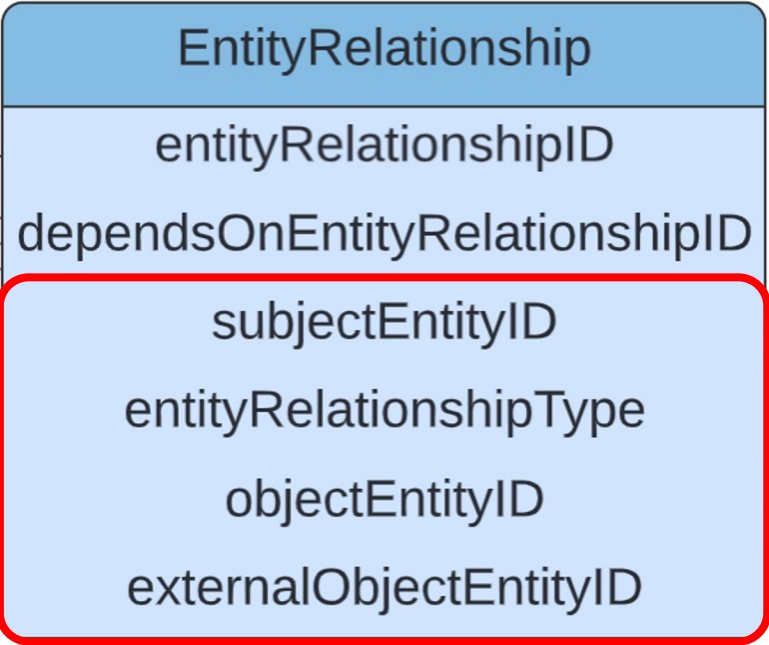 EntityRelationship
entityRelationshipID
dependsOnEntityRelationshipID
subjectEntityID
entityRelationshipType
objectEntityID
externalObjectEntityID